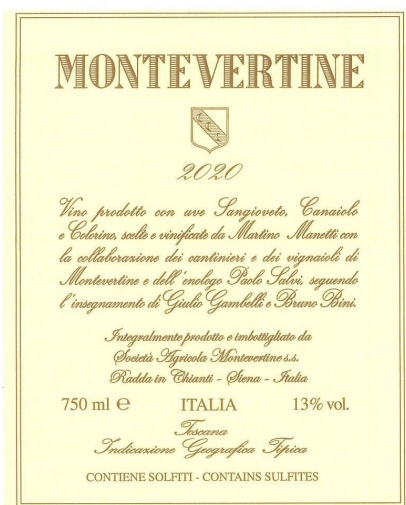 MONTEVERTINE
2020
Vino prodotto con uve Sangioveto, Canaiolo
e Colorino, scelte e vinificate da Martino Manetti con
la collaborazione dei cantinieri e dei vignaioli di
Montevertine e dell'enologo Paolo Salvi, seguendo
l'insegnamento di Giulio Gambelli e Bruno Bini.
Integralmente prodotto e imbottigliato da
Società Agricola Montevertine s.s.
Radda in Chianti - Siena - Italia
750 ml ℮ ITALIA 13% vol.
Toscana
Indicazione Geografica Tipica
CONTIENE SOLFITI - CONTAINS SULFITES